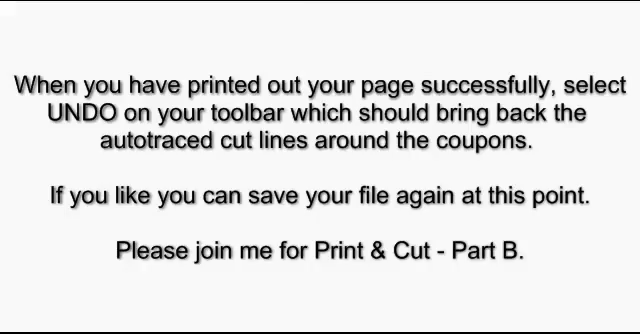 When you have printed out your page successfully, select
UNDO on your toolbar which should bring back the
autotraced cut lines around the coupons.
If you like you can save your file again at this point.
Please join me for Print & Cut - Part B.